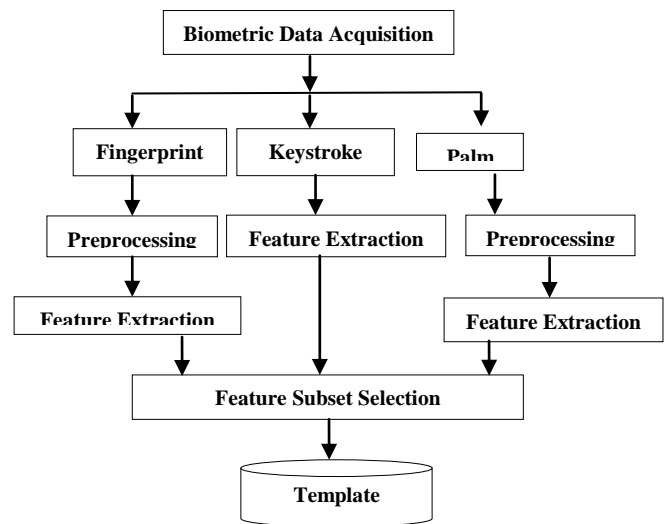 Biometric Data Acquisition
Fingerprint
Keystroke
Palm
Preprocessing
Feature Extraction
Preprocessing
Feature Extraction
Feature Extraction
Feature Subset Selection
Template